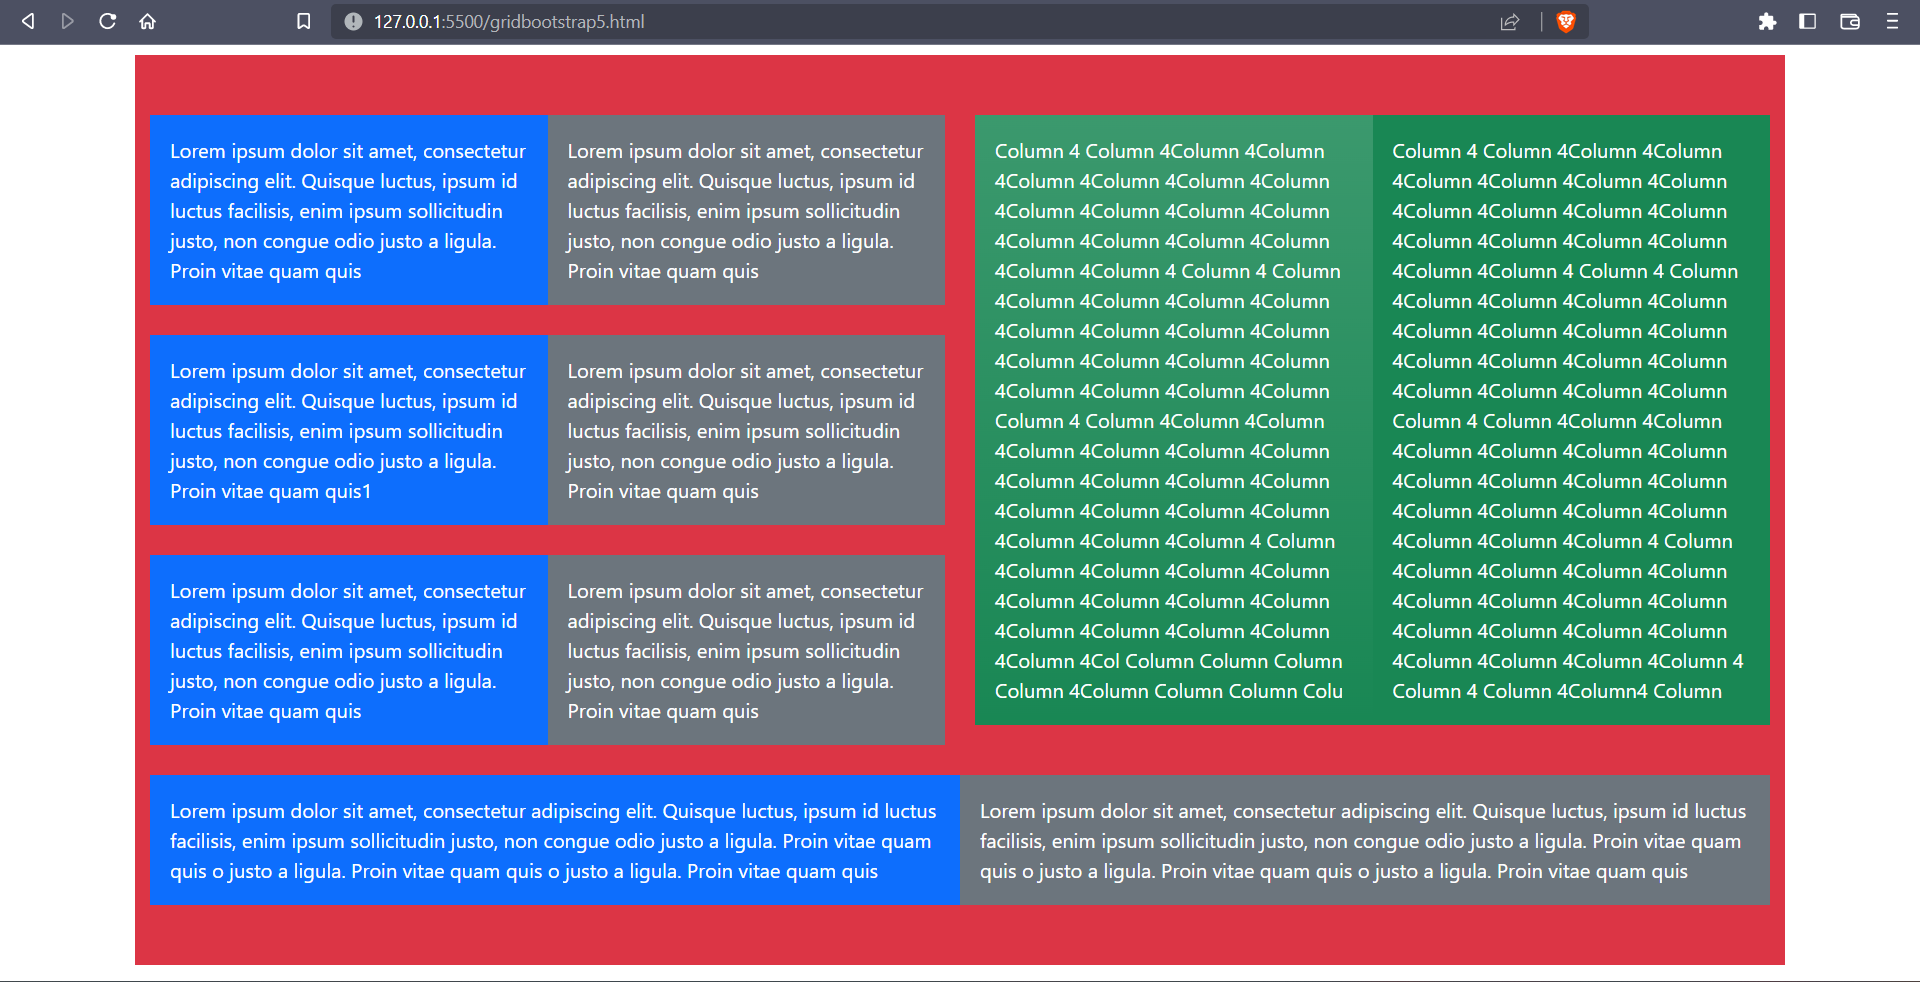 127.0.0.1:5500/gridbootstrap5.html
Lorem ipsum dolor sit amet, consectetur
adipiscing elit. Quisque luctus, ipsum id
luctus facilisis, enim ipsum sollicitudin
justo, non congue odio justo a ligula.
Proin vitae quam quis
Lorem ipsum dolor sit amet, consectetur
adipiscing elit. Quisque luctus, ipsum id
luctus facilisis, enim ipsum sollicitudin
justo, non congue odio justo a ligula.
Proin vitae quam quis
Lorem ipsum dolor sit amet, consectetur
adipiscing elit. Quisque luctus, ipsum id
luctus facilisis, enim ipsum sollicitudin
justo, non congue odio justo a ligula.
Proin vitae quam quis1
Lorem ipsum dolor sit amet, consectetur
adipiscing elit. Quisque luctus, ipsum id
luctus facilisis, enim ipsum sollicitudin
justo, non congue odio justo a ligula.
Proin vitae quam quis
Lorem ipsum dolor sit amet, consectetur
adipiscing elit. Quisque luctus, ipsum id
luctus facilisis, enim ipsum sollicitudin
justo, non congue odio justo a ligula.
Proin vitae quam quis
Lorem ipsum dolor sit amet, consectetur
adipiscing elit. Quisque luctus, ipsum id
luctus facilisis, enim ipsum sollicitudin
justo, non congue odio justo a ligula.
Proin vitae quam quis
Column 4 Column 4Column 4Column
4Column 4Column 4Column 4Column
4Column 4Column 4Column 4Column
4Column 4Column 4Column 4Column
4Column 4Column 4 Column 4 Column
4Column 4Column 4Column 4Column
4Column 4Column 4Column 4Column
4Column 4Column 4Column 4Column
4Column 4Column 4Column 4Column
Column 4 Column 4Column 4Column
4Column 4Column 4Column 4Column
4Column 4Column 4Column 4Column
4Column 4Column 4Column 4Column
4Column 4Column 4Column 4 Column
4Column 4Column 4Column 4Column
4Column 4Column 4Column 4Column
4Column 4Column 4Column 4Column
4Column 4Col Column Column Column
Column 4Column Column Column Colu
Column 4 Column 4Column 4Column
4Column 4Column 4Column 4Column
4Column 4Column 4Column 4Column
4Column 4Column 4Column 4Column
4Column 4Column 4 Column 4 Column
4Column 4Column 4Column 4Column
4Column 4Column 4Column 4Column
4Column 4Column 4Column 4Column
4Column 4Column 4Column 4Column
Column 4 Column 4Column 4Column
4Column 4Column 4Column 4Column
4Column 4Column 4Column 4Column
4Column 4Column 4Column 4Column
4Column 4Column 4Column 4 Column
4Column 4Column 4Column 4Column
4Column 4Column 4Column 4Column
4Column 4Column 4Column 4Column
4Column 4Column 4Column 4Column 4
Column 4 Column 4Column4 Column
Lorem ipsum dolor sit amet, consectetur adipiscing elit. Quisque luctus, ipsum id luctus
facilisis, enim ipsum sollicitudin justo, non congue odio justo a ligula. Proin vitae quam
quis o justo a ligula. Proin vitae quam quis o justo a ligula. Proin vitae quam quis
Lorem ipsum dolor sit amet, consectetur adipiscing elit. Quisque luctus, ipsum id luctus
facilisis, enim ipsum sollicitudin justo, non congue odio justo a ligula. Proin vitae quam
quis o justo a ligula. Proin vitae quam quis o justo a ligula. Proin vitae quam quis